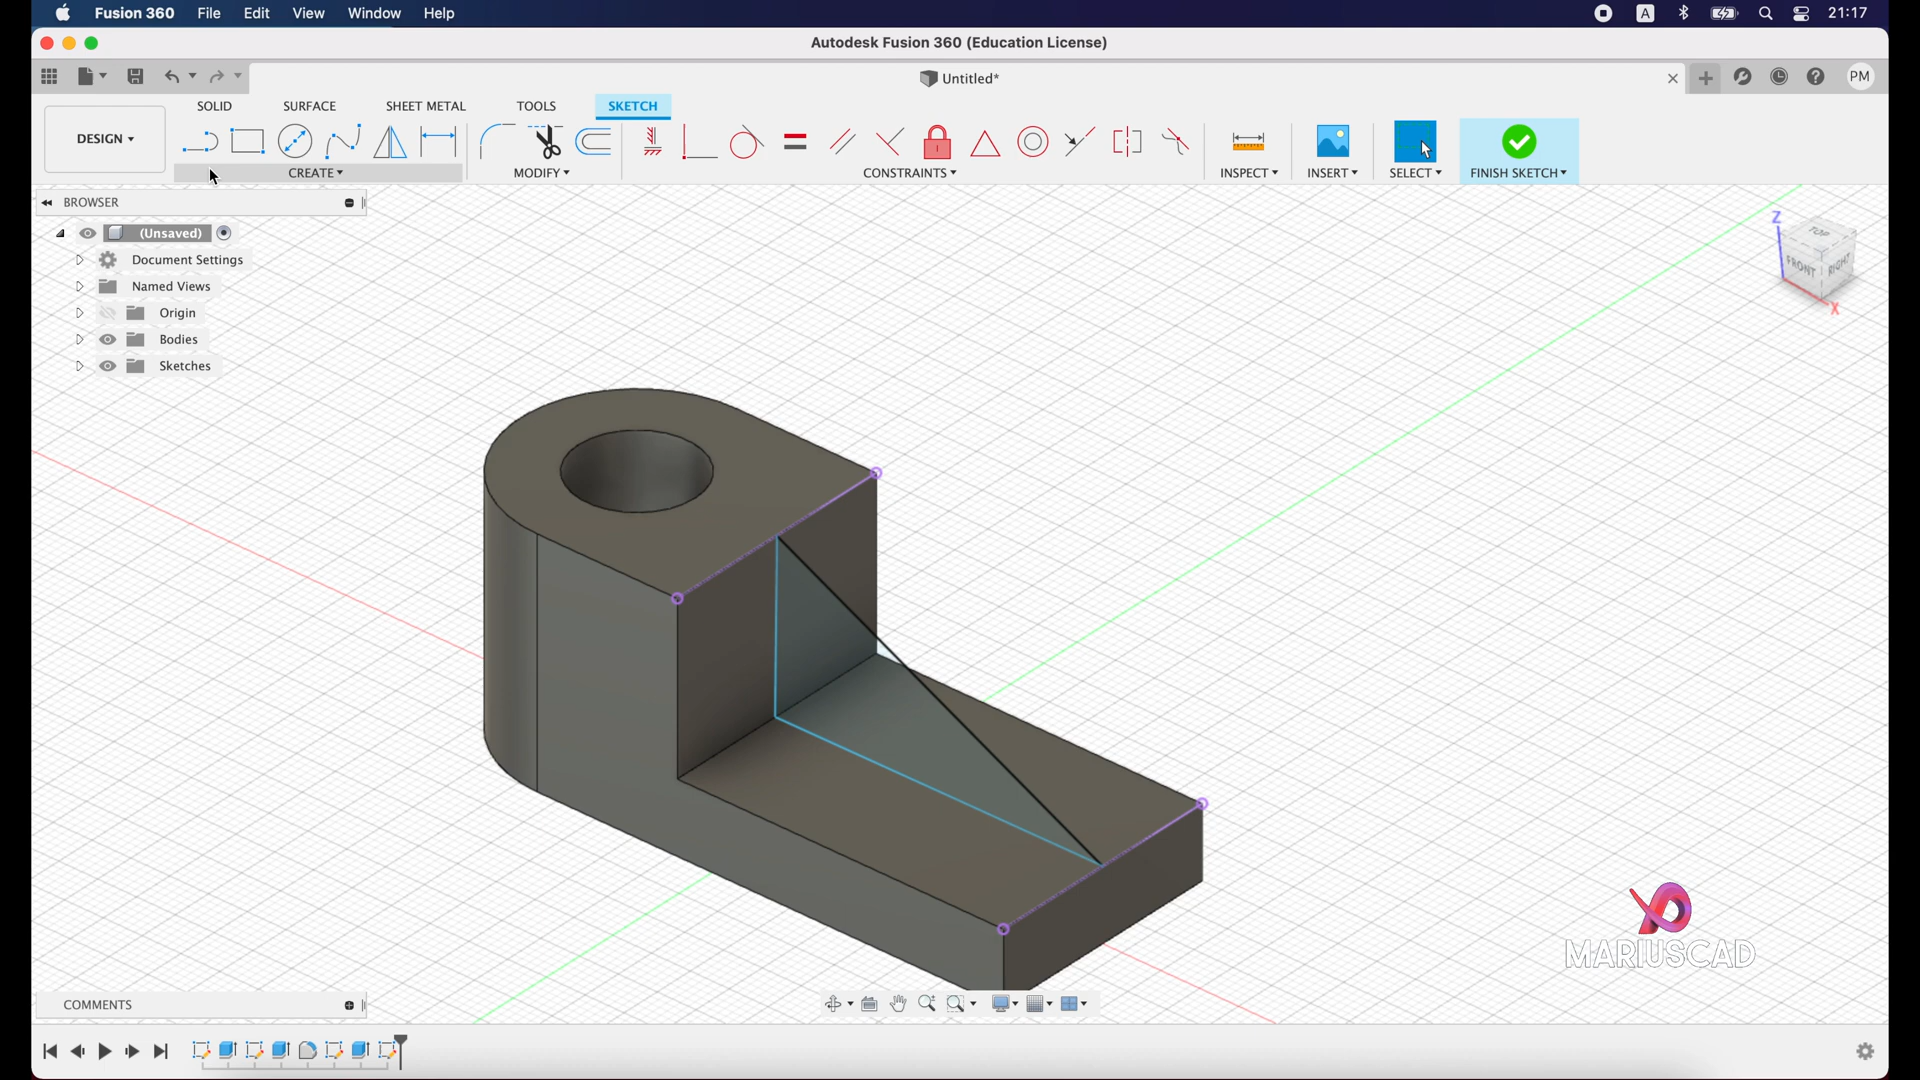 Fusion 360 File Edit View Window Help A 21:17
Autodesk Fusion 360 (Education License)
Untitled* PM
SOLID SURFACE SHEET METAL TOOLS SKETCH
DESIGN
CREATE MODIFY CONSTRAINTS INSPECT INSERT SELECT FINISH SKETCH
BROWSER
(Unsaved)
Document Settings
Named Views
Origin
Bodies
Sketches
Z
TOP
FRONT RIGHT
X
MARIUSCAD
COMMENTS